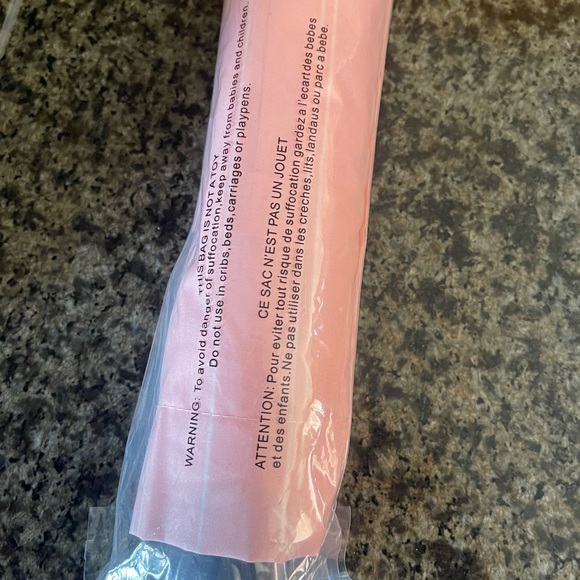 THIS BAG IS NOT A TOY
WARNING: To avoid danger of suffocation,keep away from babies and children.
Do not use in cribs,beds,carriages or playpens.
CE SAC N'EST PAS UN JOUET
ATTENTION: Pour eviter tout risque de suffocation gardez a l'ecart des bebes
et des enfants.Ne pas utiliser dans les creches,lits,landaus ou parc a bebe.